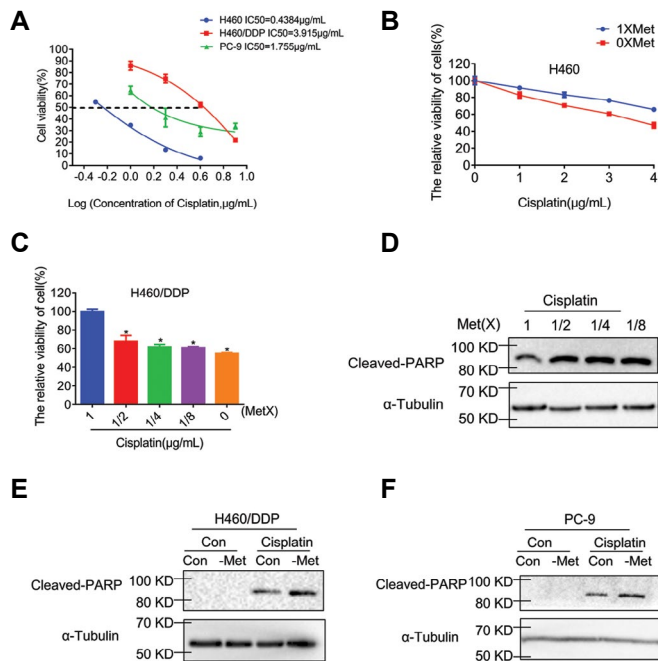 A
H460 IC50=0.4384μg/mL
H460/DDP IC50=3.915μg/mL
PC-9 IC50=1.755μg/mL
Cell viability(%)
100
90
80
70
60
50
40
30
20
10
0
-0.4 -0.2 0.0 0.2 0.4 0.6 0.8 1.0
Log (Concentration of Cisplatin,μg/mL)
B
1XMet
0XMet
H460
The relative viability of cells(%)
120
100
80
60
40
20
0
0 1 2 3 4
Cisplatin(μg/mL)
C
H460/DDP
The relative viability of cell(%)
120
100
80
60
40
20
0
* * * *
1 1/2 1/4 1/8 0 (MetX)
Cisplatin(μg/mL)
D
Cisplatin
Met(X) 1 1/2 1/4 1/8
100 KD
Cleaved-PARP
80 KD
70 KD
α-Tubulin
50 KD
E
H460/DDP
Con Cisplatin
Con -Met Con -Met
100 KD
Cleaved-PARP
80 KD
70 KD
α-Tubulin
50 KD
F
PC-9
Con Cisplatin
Con -Met Con -Met
100 KD
Cleaved-PARP
80 KD
70 KD
α-Tubulin
50 KD